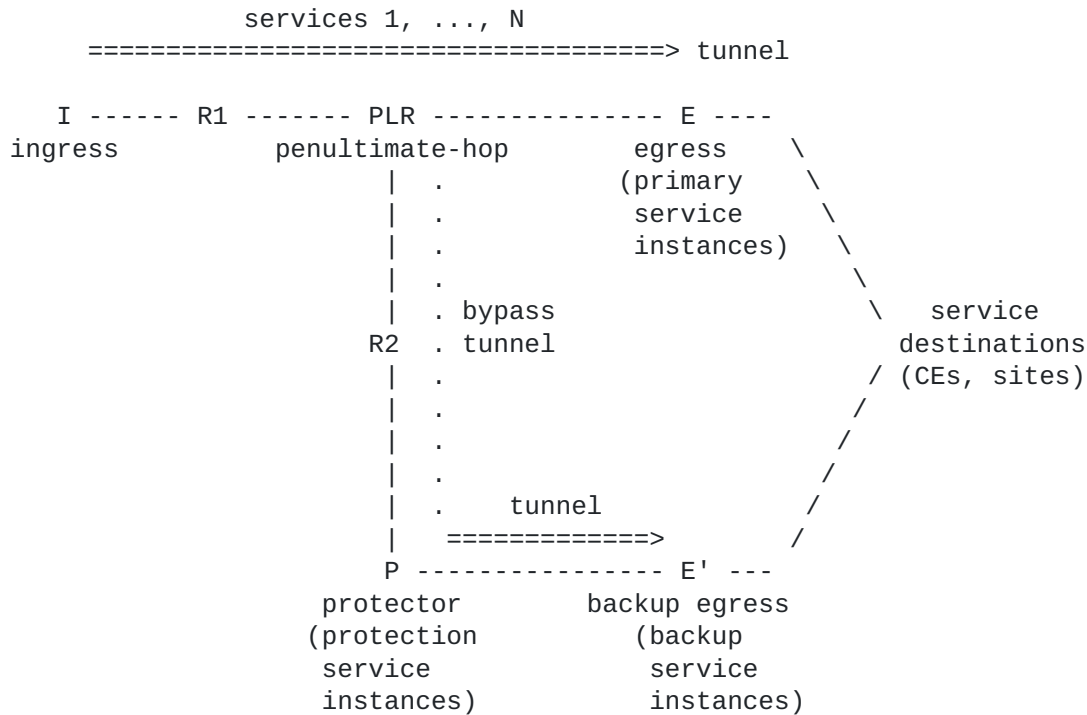 services 1, ..., N
=====================================> tunnel
I ------ R1 ------- PLR --------------- E ----
ingress penultimate-hop egress \
| . (primary \
| . service \
| . instances) \
| . \
| . bypass \ service
R2 . tunnel destinations
| . / (CEs, sites)
| . /
| . /
| . /
| . tunnel /
| =============> /
P ---------------- E' ---
protector backup egress
(protection (backup
service service
instances) instances)